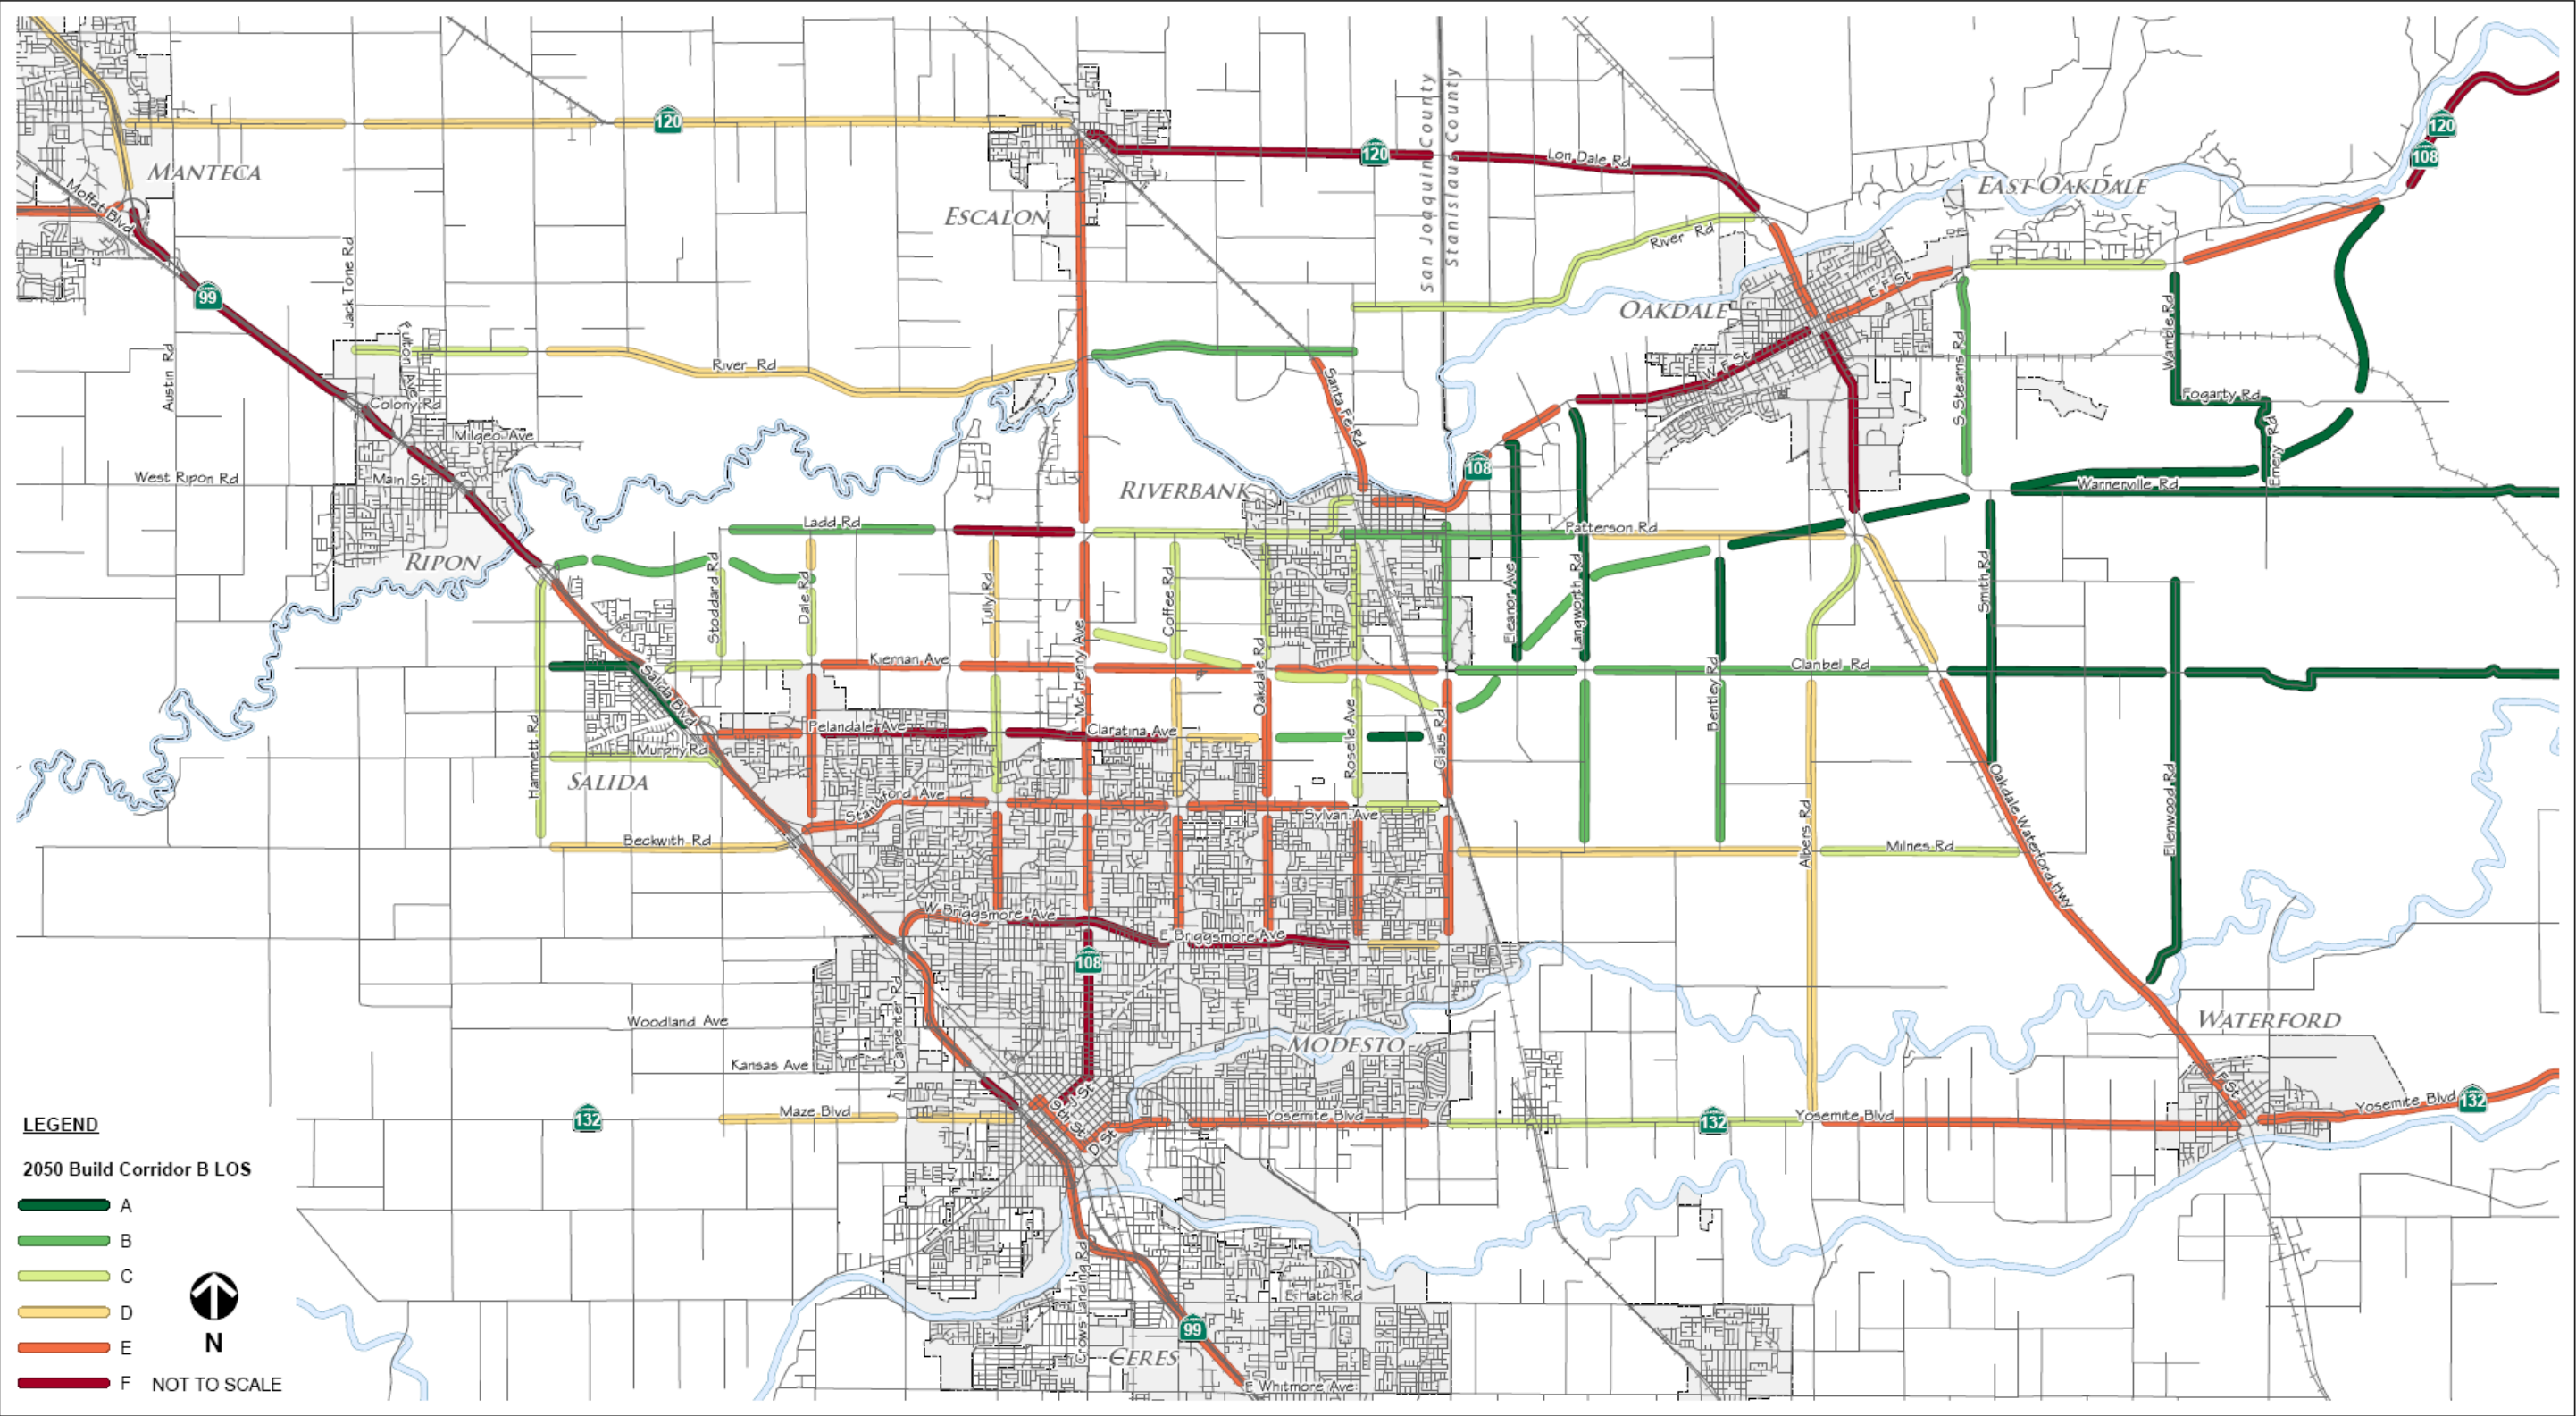 San Joaquin County
Stanislaus County
120
MANTECA
Moffat Blvd
99
Jack Tone Rd
Austin Rd
Fulton Ave
Colony Rd
Milgeo Ave
West Ripon Rd
Main St
RIPON
ESCALON
120
Lon Dale Rd
River Rd
River Rd
Santa Fe Rd
OAKDALE
EAST OAKDALE
120
108
E F St
W F St
S Stearns Rd
Wamble Rd
Fogarty Rd
Emery Rd
Warnerville Rd
108
RIVERBANK
Ladd Rd
Patterson Rd
Stoddard Rd
Dale Rd
Tully Rd
Mc Henry Ave
Coffee Rd
Oakdale Rd
Roselle Ave
Claus Rd
Eleanor Ave
Langworth Rd
Bentley Rd
Smith Rd
Kiernan Ave
Claribel Rd
Salida Blvd
Hammett Rd
Murphy Rd
SALIDA
Pelandale Ave
Claratina Ave
Standiford Ave
Sylvan Ave
Beckwith Rd
Albers Rd
Milnes Rd
Oakdale Waterford Hwy
Ellenwood Rd
W Briggsmore Ave
E Briggsmore Ave
108
N Carpenter Rd
Woodland Ave
Kansas Ave
MODESTO
WATERFORD
F St
132
Maze Blvd
J St
9th St
D St
Yosemite Blvd
132
Yosemite Blvd
Yosemite Blvd
132
Crows Landing Rd
E Hatch Rd
99
CERES
E Whitmore Ave
LEGEND
2050 Build Corridor B LOS
A
B
C
D
E
F
N
NOT TO SCALE